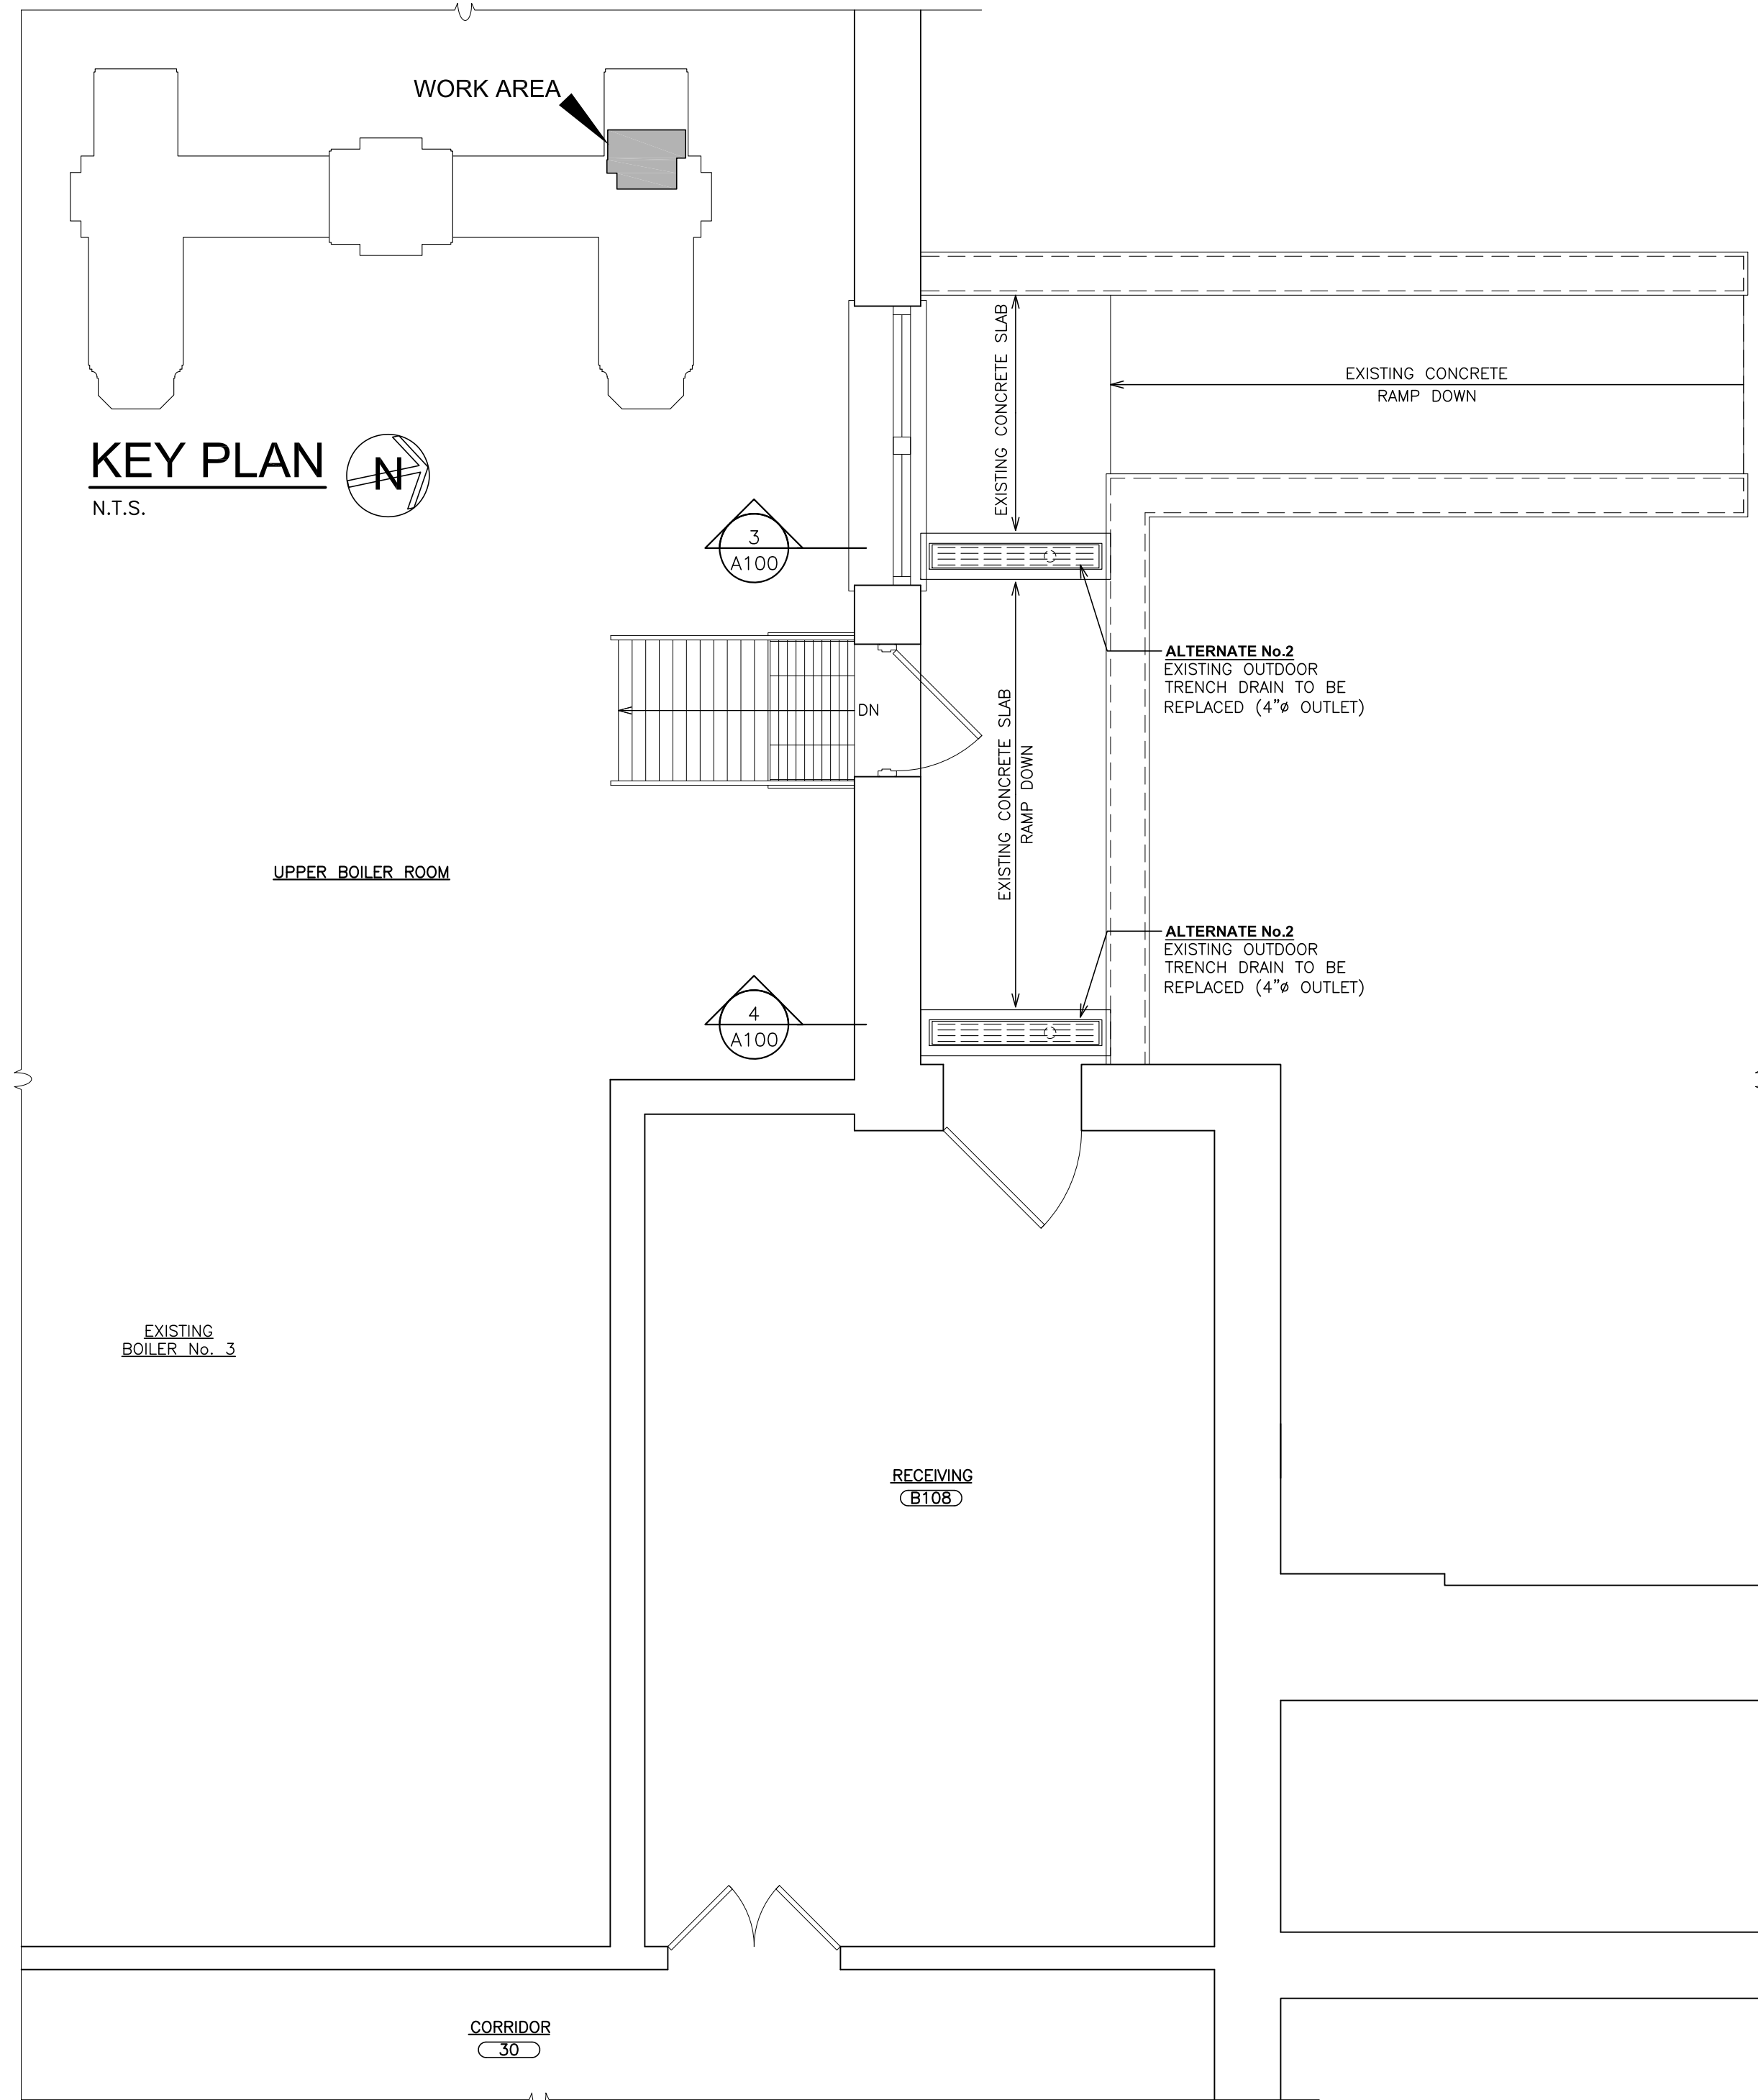 WORK AREA
KEY PLAN
N
N.T.S.
EXISTING CONCRETE SLAB
EXISTING CONCRETE
RAMP DOWN
3
A100
ALTERNATE No.2
EXISTING OUTDOOR
TRENCH DRAIN TO BE
REPLACED (4"ø OUTLET)
DN
EXISTING CONCRETE SLAB
RAMP DOWN
UPPER BOILER ROOM
ALTERNATE No.2
EXISTING OUTDOOR
TRENCH DRAIN TO BE
REPLACED (4"ø OUTLET)
4
A100
EXISTING
BOILER No. 3
RECEIVING
B108
CORRIDOR
30